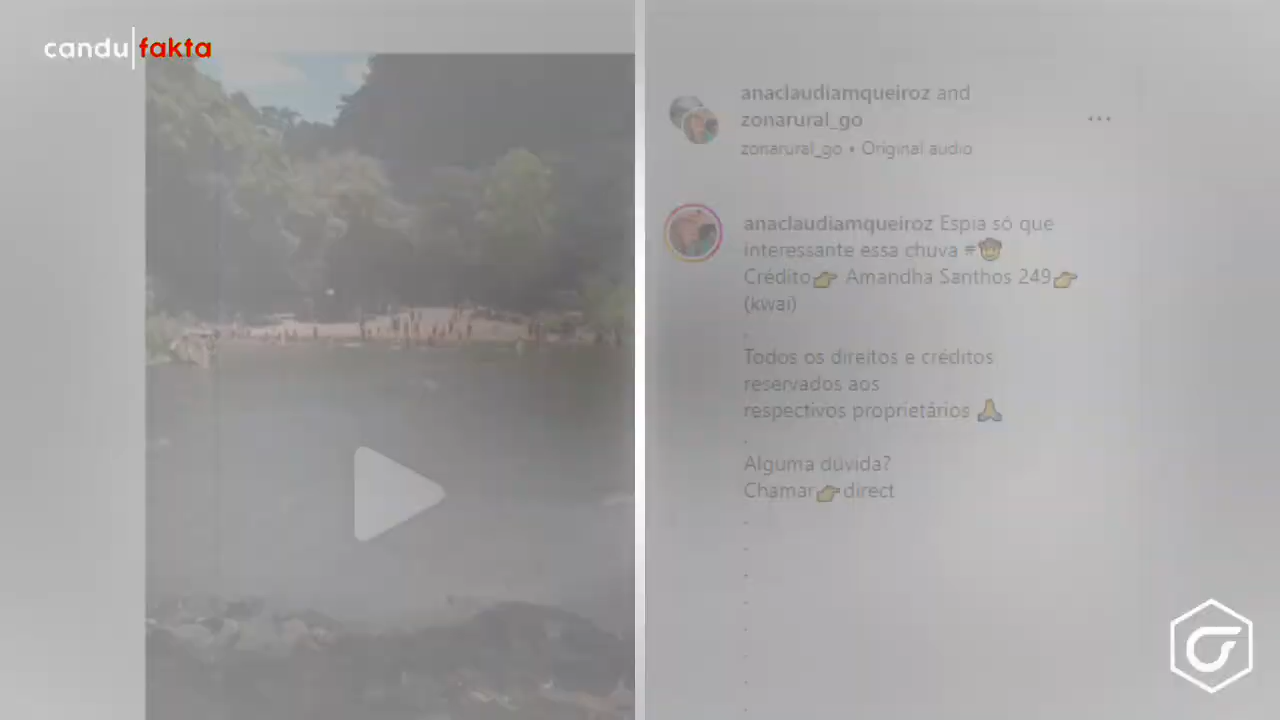 candu fakta
anaclaudiamqueiroz and
zonarural_go
zonarural_go • Original audio
anaclaudiamqueiroz Espia só que
interessante essa chuva #🤠
Crédito👉 Amandha Santhos 249👉
(kwai)
.
Todos os direitos e créditos
reservados aos
respectivos proprietários 🙏
.
Alguma dúvida?
Chamar👉direct
.
.
.
.
.
.
.
.